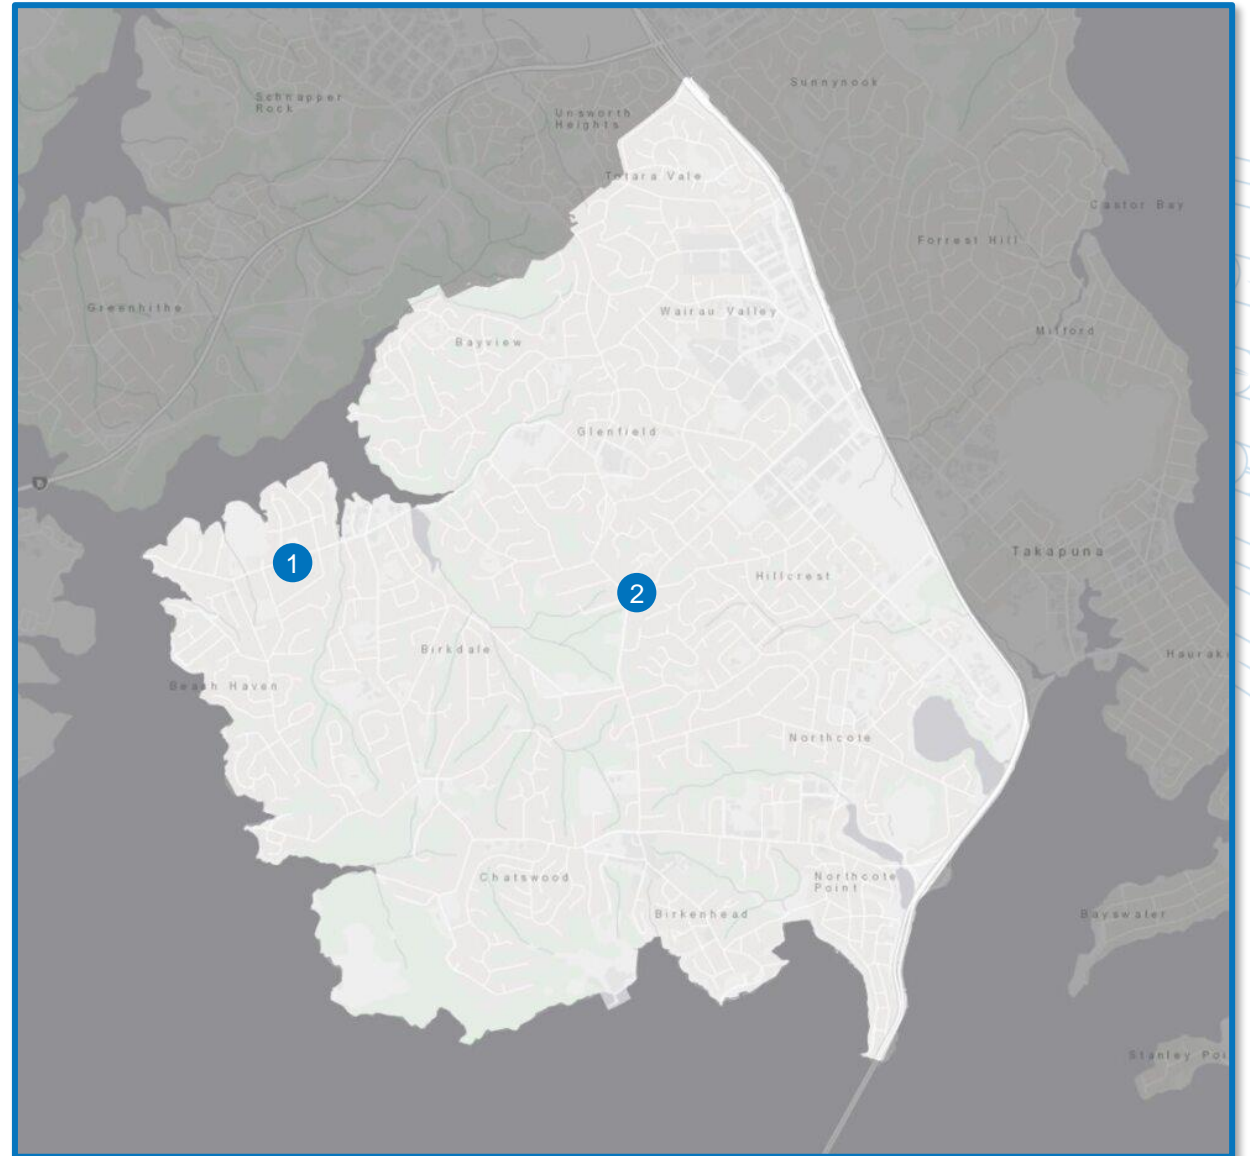 Sunnynook
Schnapper
Rock
Unsworth
Heights
Totara Vale
Castor Bay
Forrest Hill
Greenhithe
Wairau Valley
Milford
Bayview
Glenfield
1
Takapuna
Hillcrest
2
Birkdale
Haurak
Beach Haven
Northcote
Chatswood
Northcote
Point
Birkenhead
Bayswater
Stanley Poi